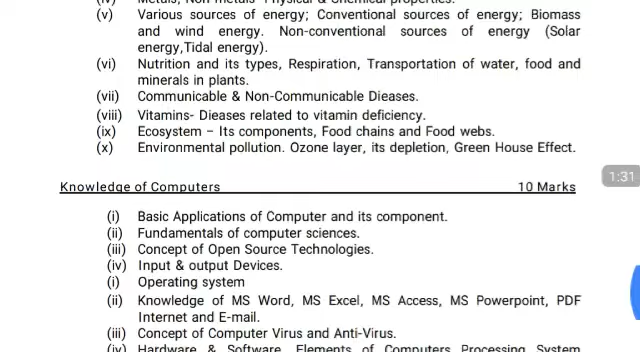 (iv) Metals, Non metals Physical & Chemical properties.
(v) Various sources of energy; Conventional sources of energy; Biomass
and wind energy. Non-conventional sources of energy (Solar
energy,Tidal energy).
(vi) Nutrition and its types, Respiration, Transportation of water, food and
minerals in plants.
(vii) Communicable & Non-Communicable Dieases.
(viii) Vitamins- Dieases related to vitamin deficiency.
(ix) Ecosystem – Its components, Food chains and Food webs.
(x) Environmental pollution. Ozone layer, its depletion, Green House Effect.
1:31
Knowledge of Computers 10 Marks
(i) Basic Applications of Computer and its component.
(ii) Fundamentals of computer sciences.
(iii) Concept of Open Source Technologies.
(iv) Input & output Devices.
(i) Operating system
(ii) Knowledge of MS Word, MS Excel, MS Access, MS Powerpoint, PDF
Internet and E-mail.
(iii) Concept of Computer Virus and Anti-Virus.
(iv) Hardware & Software, Elements of Computers Processing System